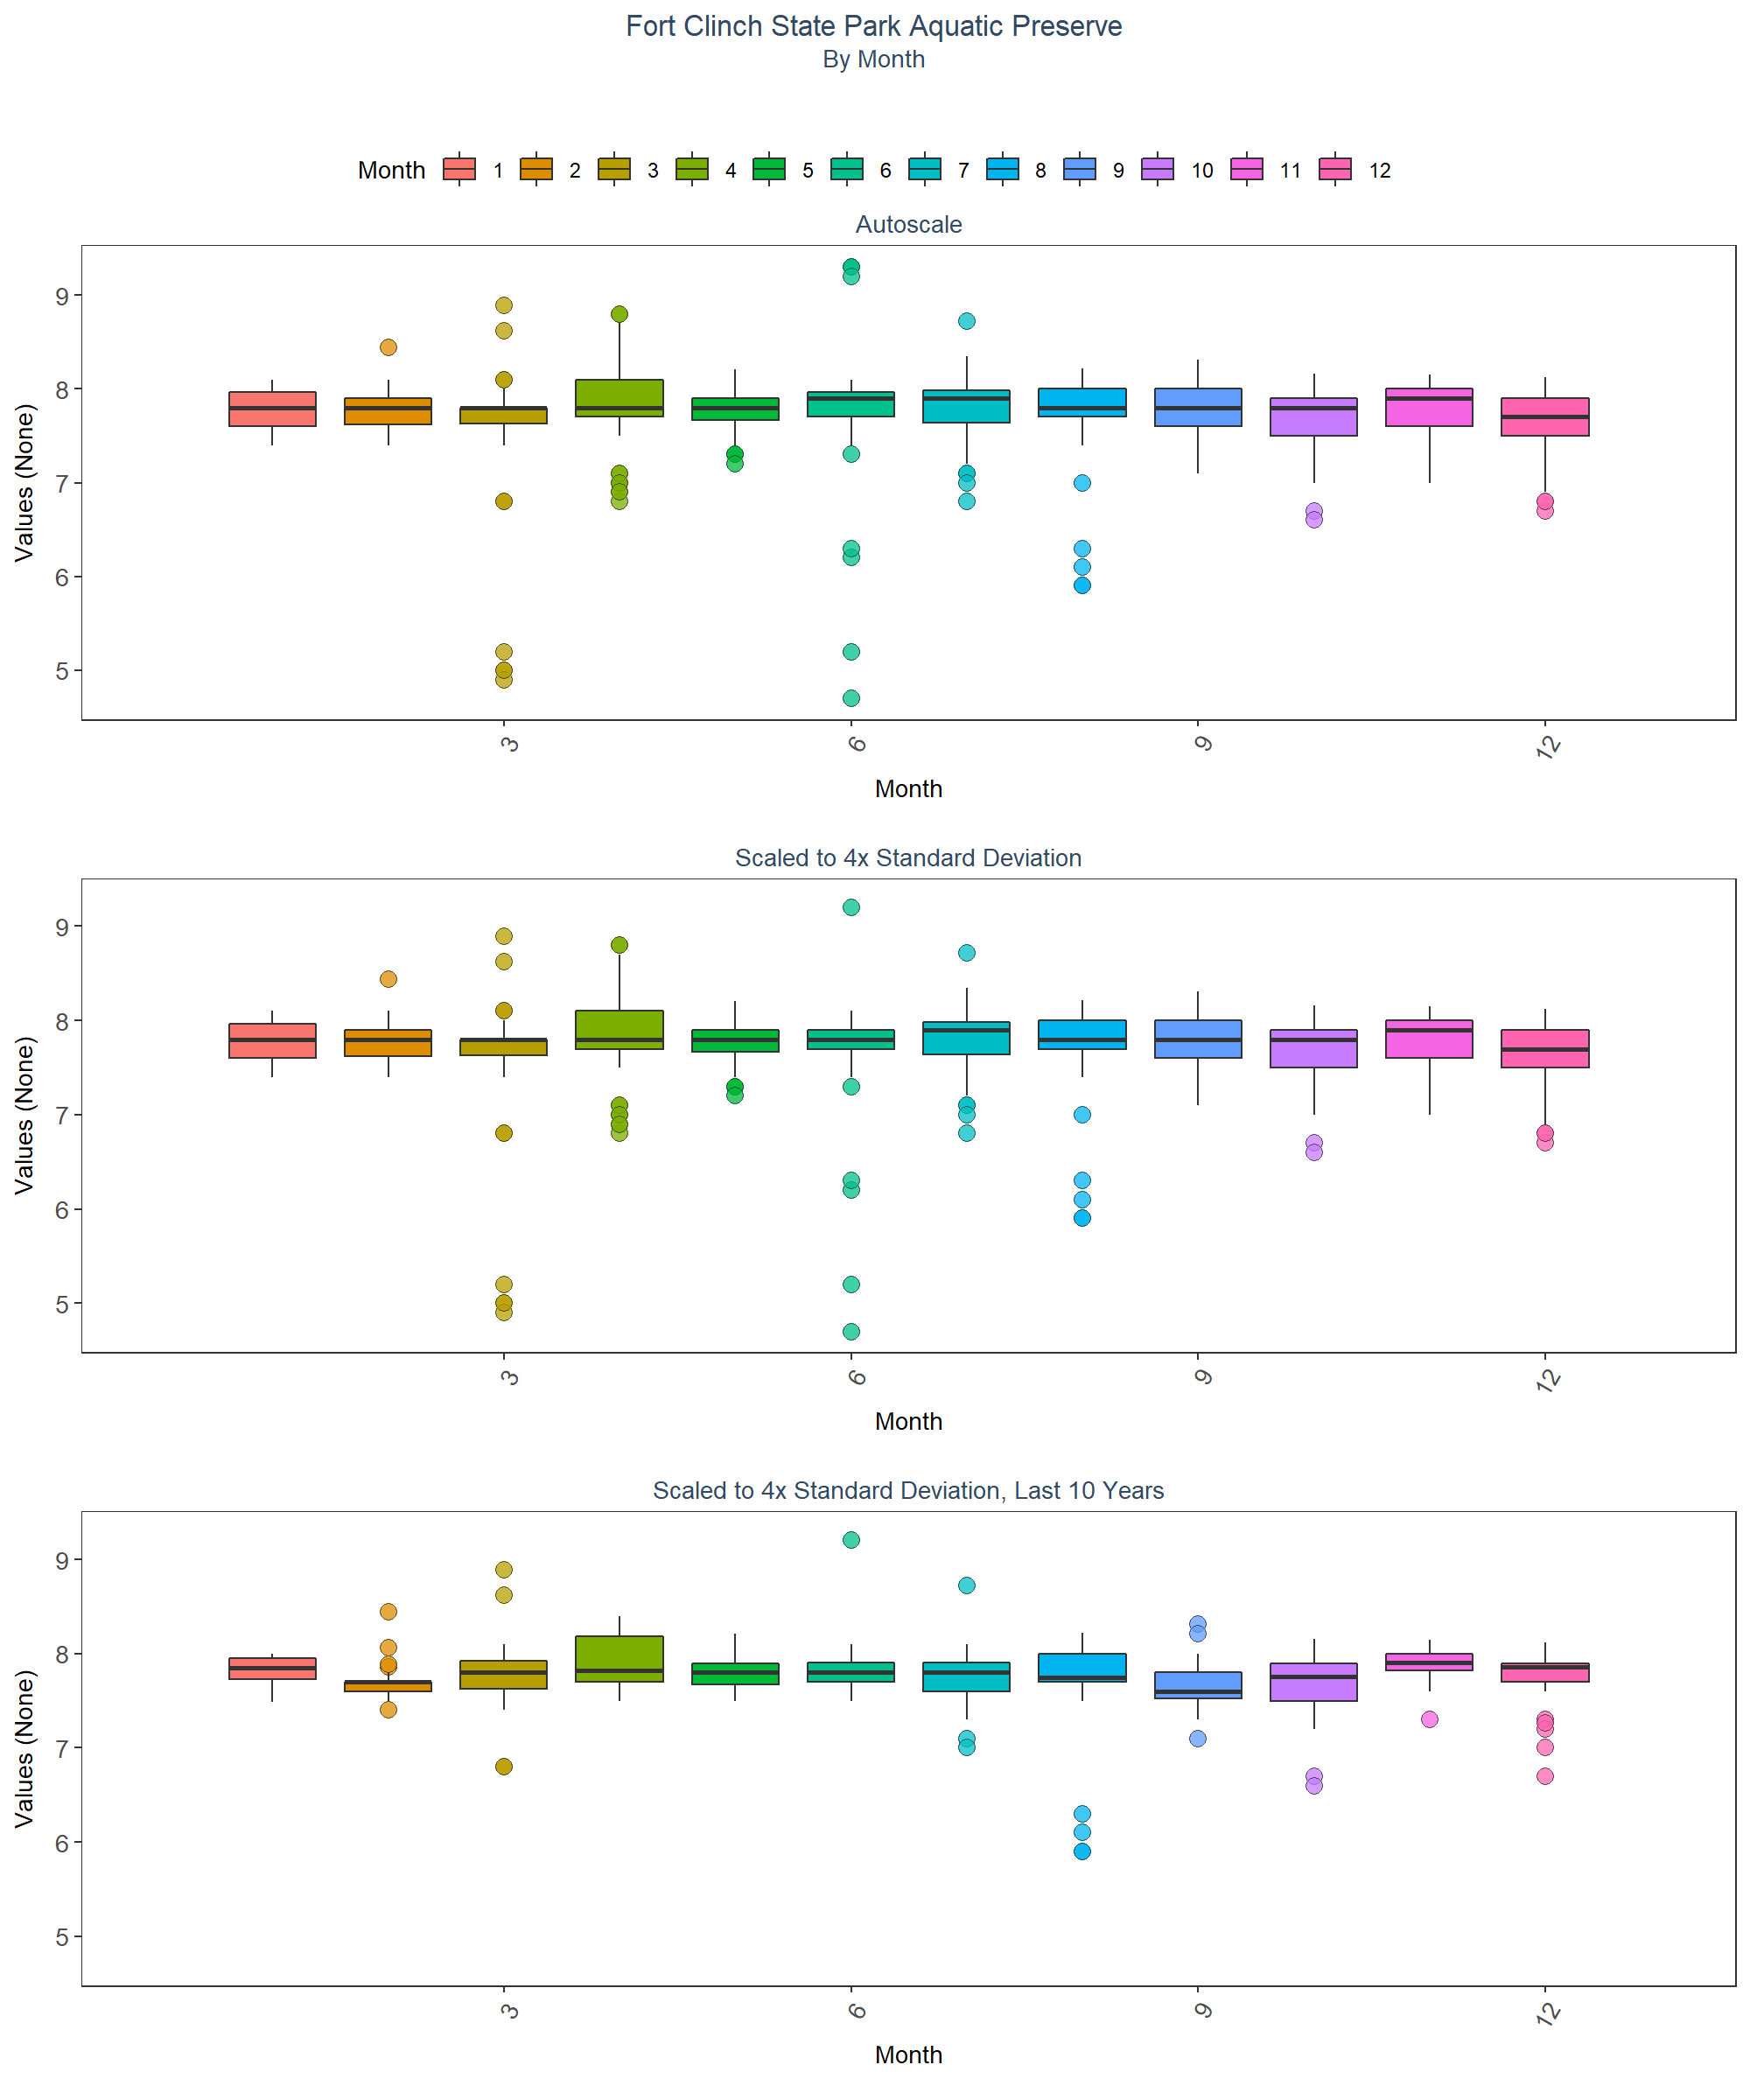 Fort Clinch State Park Aquatic Preserve
By Month
Month 1 2 3 4 5 6 7 8 9 10 11 12
Autoscale
Values (None)
9
8
7
6
5
3 6 9 12
Month
Scaled to 4x Standard Deviation
Values (None)
9
8
7
6
5
3 6 9 12
Month
Scaled to 4x Standard Deviation, Last 10 Years
Values (None)
9
8
7
6
5
3 6 9 12
Month